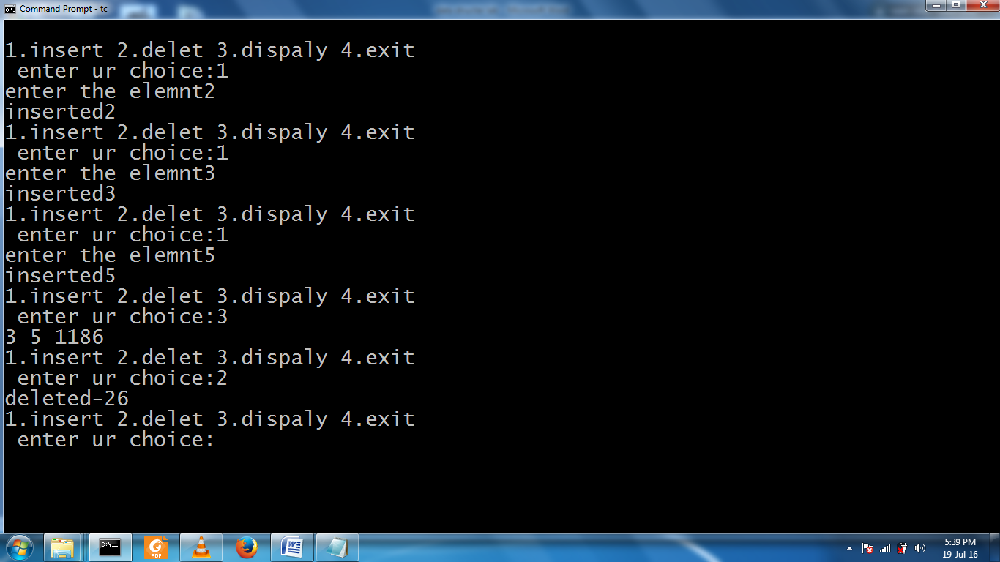 Command Prompt - tc
1.insert 2.delet 3.dispaly 4.exit
enter ur choice:1
enter the elemnt2
inserted2
1.insert 2.delet 3.dispaly 4.exit
enter ur choice:1
enter the elemnt3
inserted3
1.insert 2.delet 3.dispaly 4.exit
enter ur choice:1
enter the elemnt5
inserted5
1.insert 2.delet 3.dispaly 4.exit
enter ur choice:3
3 5 1186
1.insert 2.delet 3.dispaly 4.exit
enter ur choice:2
deleted-26
1.insert 2.delet 3.dispaly 4.exit
enter ur choice:
C:\
PDF
5:39 PM
19-Jul-16